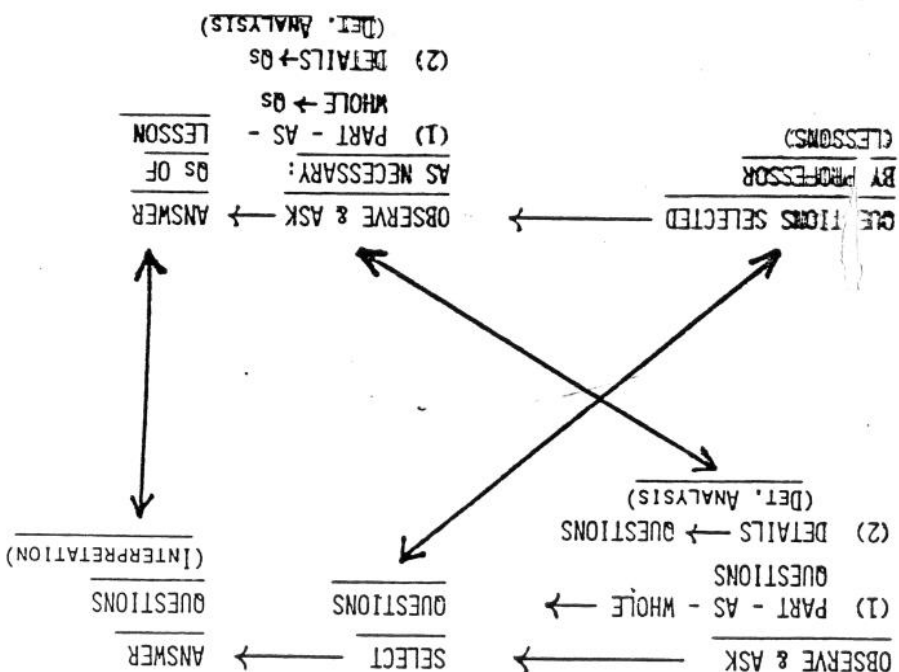 OBSERVE & ASK →
(1) PART - AS - WHOLE →
QUESTIONS
(2) DETAILS → QUESTIONS
(DET. ANALYSIS)
SELECT →
QUESTIONS
ANSWER
QUESTIONS
(INTERPRETATION)
QUESTIONS SELECTED →
BY PROFESSOR
(LESSONS)
OBSERVE & ASK →
AS NECESSARY:
(1) PART - AS -
WHOLE → Qs
(2) DETAILS→Qs
(DET. ANALYSIS)
ANSWER
Qs OF
LESSON